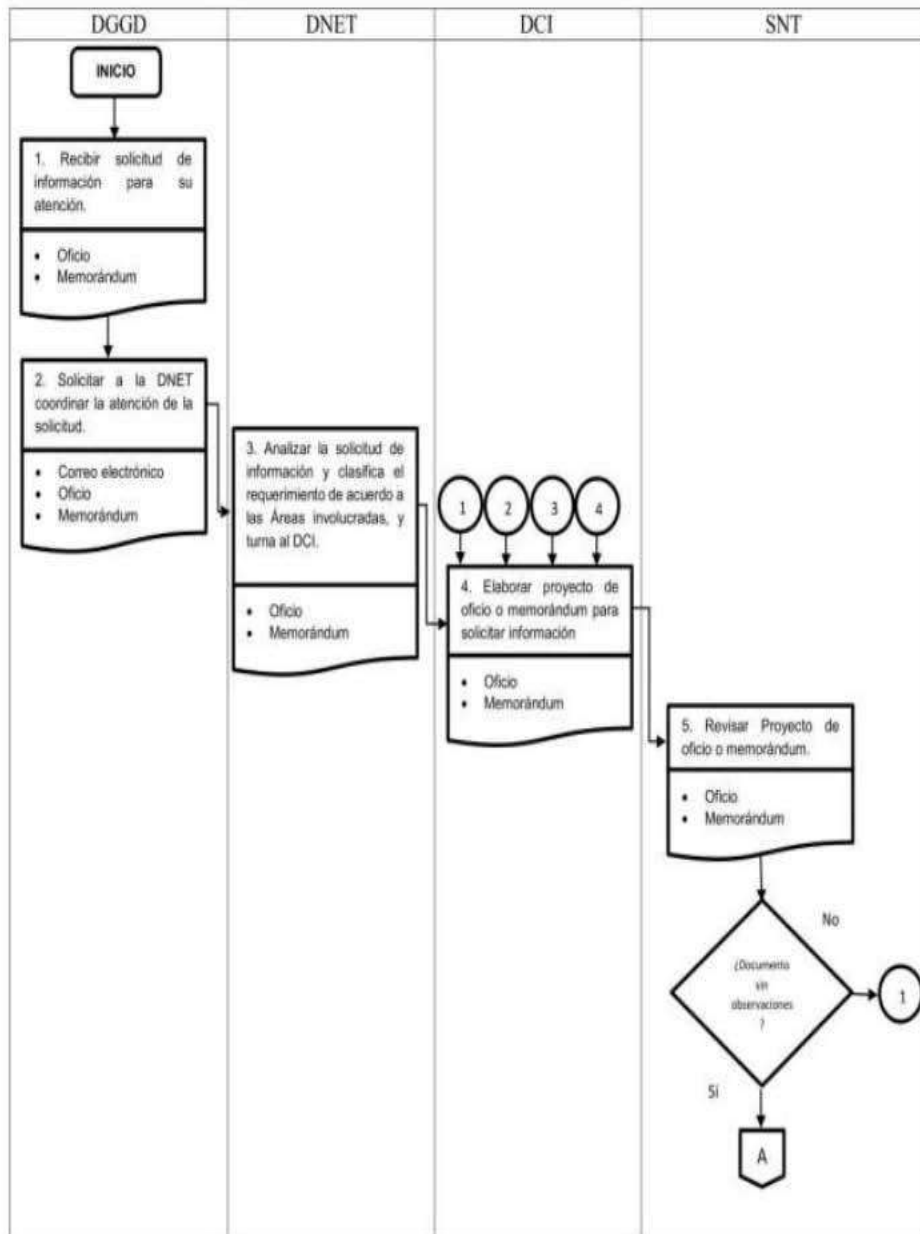 DGGD
DNET
DCI
SNT
INICIO
1. Recibir solicitud de
información para su
atención.
• Oficio
• Memorándum
2. Solicitar a la DNET
coordinar la atención de la
solicitud.
• Correo electrónico
• Oficio
• Memorándum
3. Analizar la solicitud de
información y clasifica el
requerimiento de acuerdo a
las Áreas involucradas, y
turna al DCI.
• Oficio
• Memorándum
1 2 3 4
4. Elaborar proyecto de
oficio o memorándum para
solicitar información
• Oficio
• Memorándum
5. Revisar Proyecto de
oficio o memorándum.
• Oficio
• Memorándum
No
¿Documento
sin
observaciones
?
1
Si
A